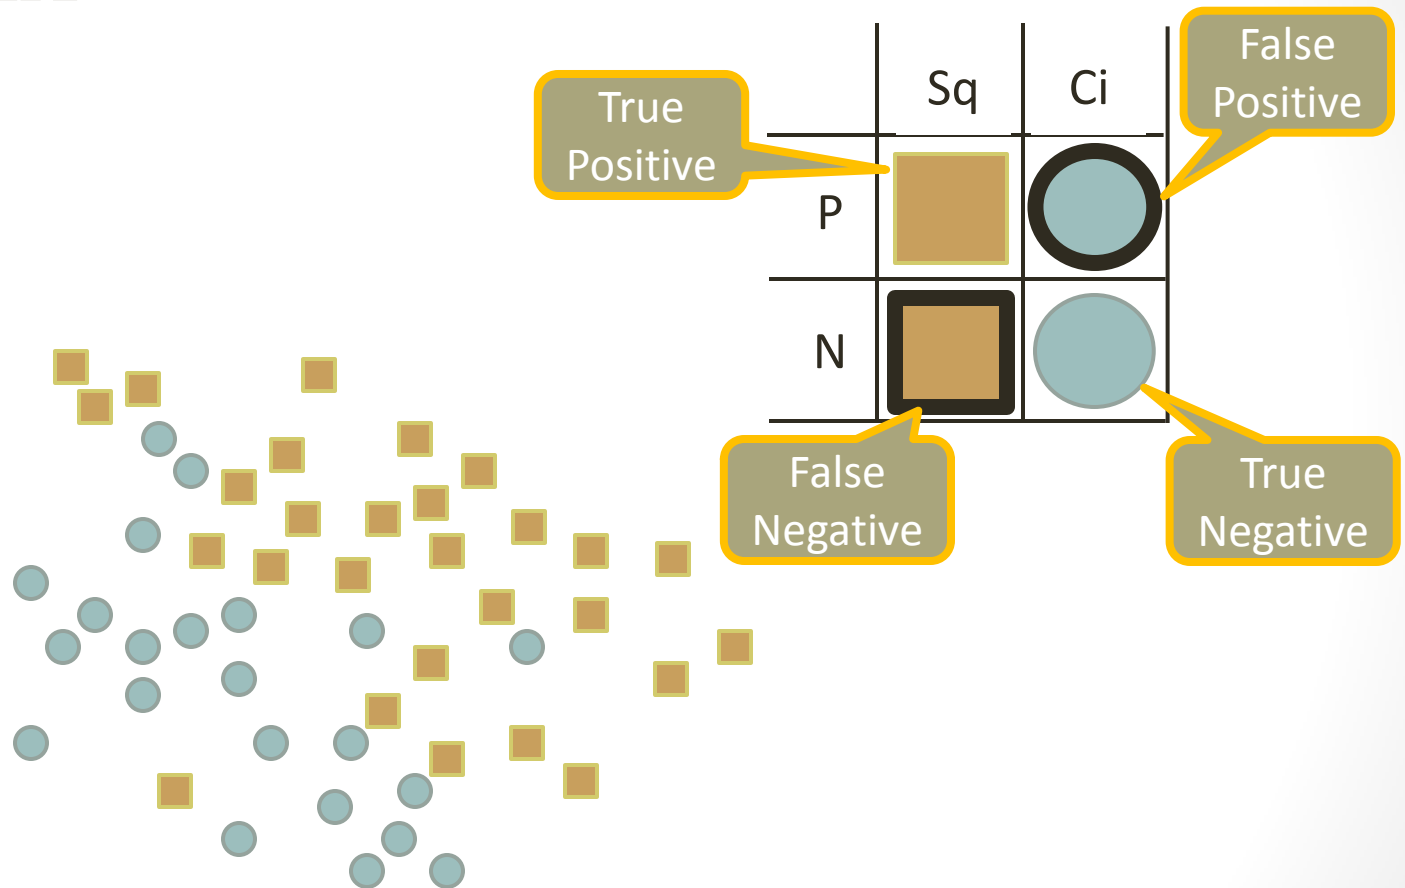 False
Positive
Sq
Ci
True
Positive
P
N
False
Negative
True
Negative